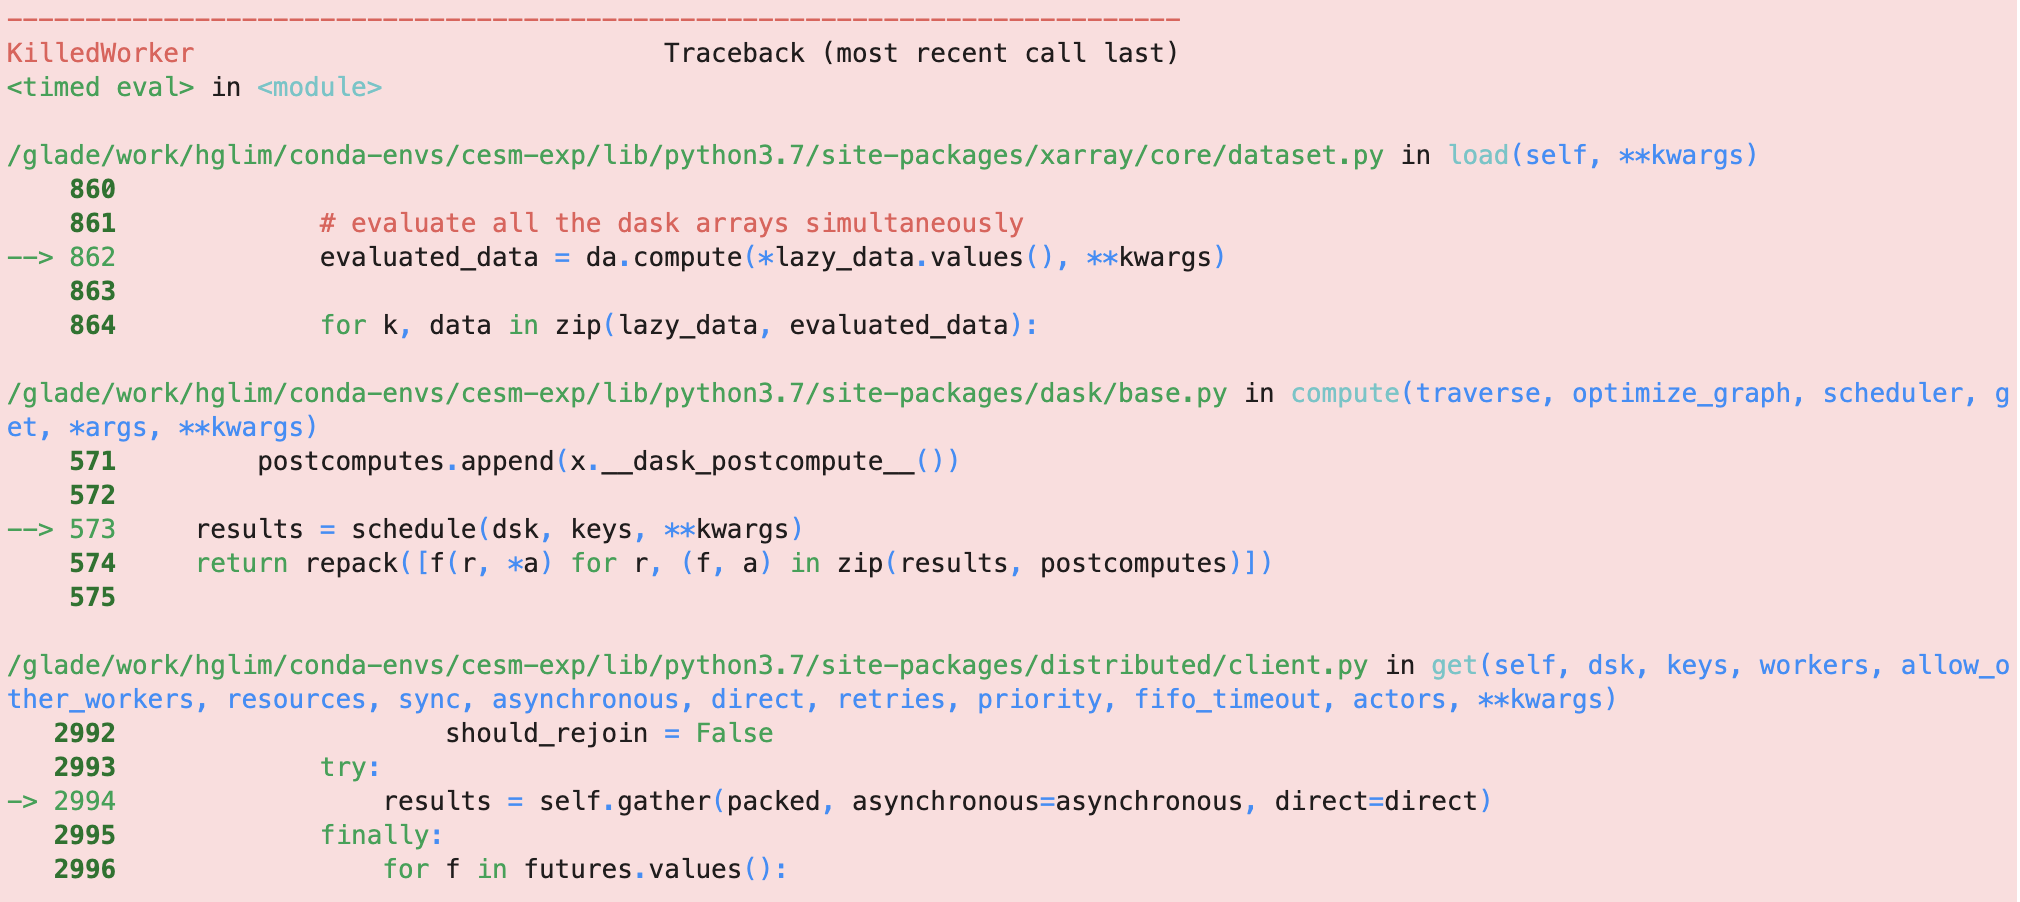 ---------------------------------------------------------------------------
KilledWorker                              Traceback (most recent call last)
<timed eval> in <module>

/glade/work/hglim/conda-envs/cesm-exp/lib/python3.7/site-packages/xarray/core/dataset.py in load(self, **kwargs)
    860
    861             # evaluate all the dask arrays simultaneously
--> 862             evaluated_data = da.compute(*lazy_data.values(), **kwargs)
    863
    864             for k, data in zip(lazy_data, evaluated_data):

/glade/work/hglim/conda-envs/cesm-exp/lib/python3.7/site-packages/dask/base.py in compute(traverse, optimize_graph, scheduler, g
et, *args, **kwargs)
    571         postcomputes.append(x.__dask_postcompute__())
    572
--> 573     results = schedule(dsk, keys, **kwargs)
    574     return repack([f(r, *a) for r, (f, a) in zip(results, postcomputes)])
    575

/glade/work/hglim/conda-envs/cesm-exp/lib/python3.7/site-packages/distributed/client.py in get(self, dsk, keys, workers, allow_o
ther_workers, resources, sync, asynchronous, direct, retries, priority, fifo_timeout, actors, **kwargs)
   2992                     should_rejoin = False
   2993             try:
-> 2994                 results = self.gather(packed, asynchronous=asynchronous, direct=direct)
   2995             finally:
   2996                 for f in futures.values():